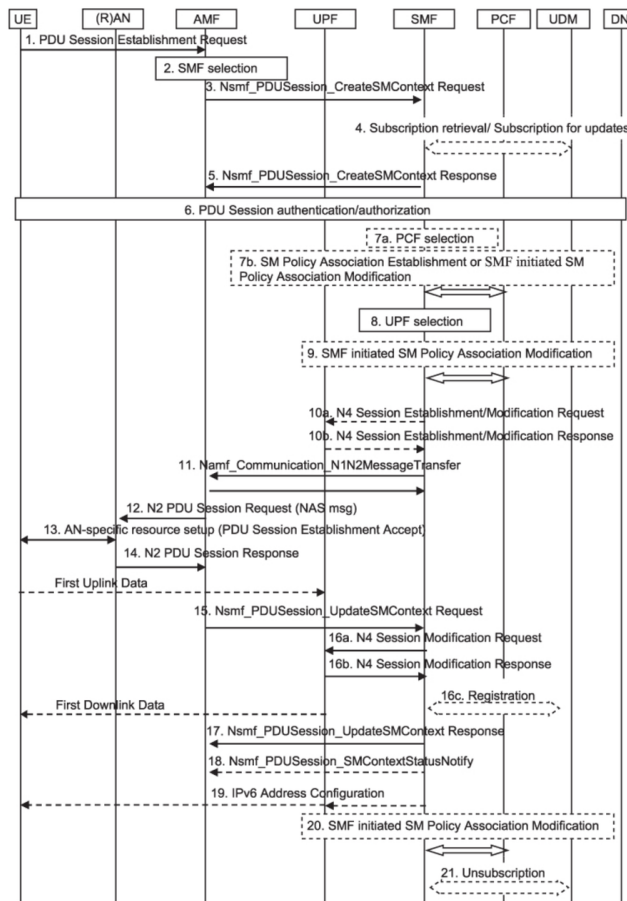 UE (R)AN AMF UPF SMF PCF UDM DN
1. PDU Session Establishment Request
2. SMF selection
3. Nsmf_PDUSession_CreateSMContext Request
4. Subscription retrieval/ Subscription for updates
5. Nsmf_PDUSession_CreateSMContext Response
6. PDU Session authentication/authorization
7a. PCF selection
7b. SM Policy Association Establishment or SMF initiated SM
Policy Association Modification
8. UPF selection
9. SMF initiated SM Policy Association Modification
10a. N4 Session Establishment/Modification Request
10b. N4 Session Establishment/Modification Response
11. Namf_Communication_N1N2MessageTransfer
12. N2 PDU Session Request (NAS msg)
13. AN-specific resource setup (PDU Session Establishment Accept)
14. N2 PDU Session Response
First Uplink Data
15. Nsmf_PDUSession_UpdateSMContext Request
16a. N4 Session Modification Request
16b. N4 Session Modification Response
16c. Registration
First Downlink Data
17. Nsmf_PDUSession_UpdateSMContext Response
18. Nsmf_PDUSession_SMContextStatusNotify
19. IPv6 Address Configuration
20. SMF initiated SM Policy Association Modification
21. Unsubscription